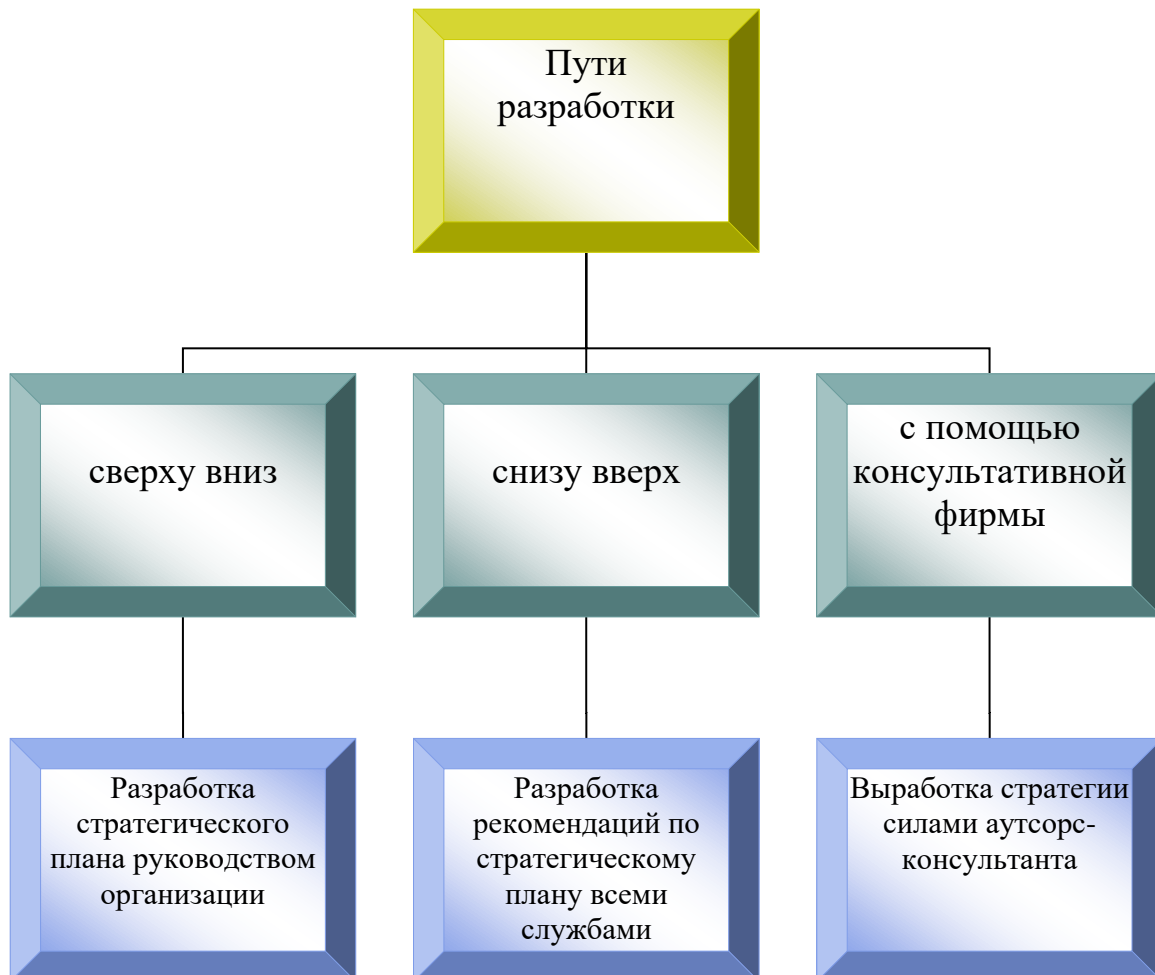 Пути
разработки
сверху вниз
снизу вверх
с помощью
консультативной
фирмы
Разработка
стратегического
плана руководством
организации
Разработка
рекомендаций по
стратегическому
плану всеми
службами
Выработка стратегии
силами аутсорс-
консультанта